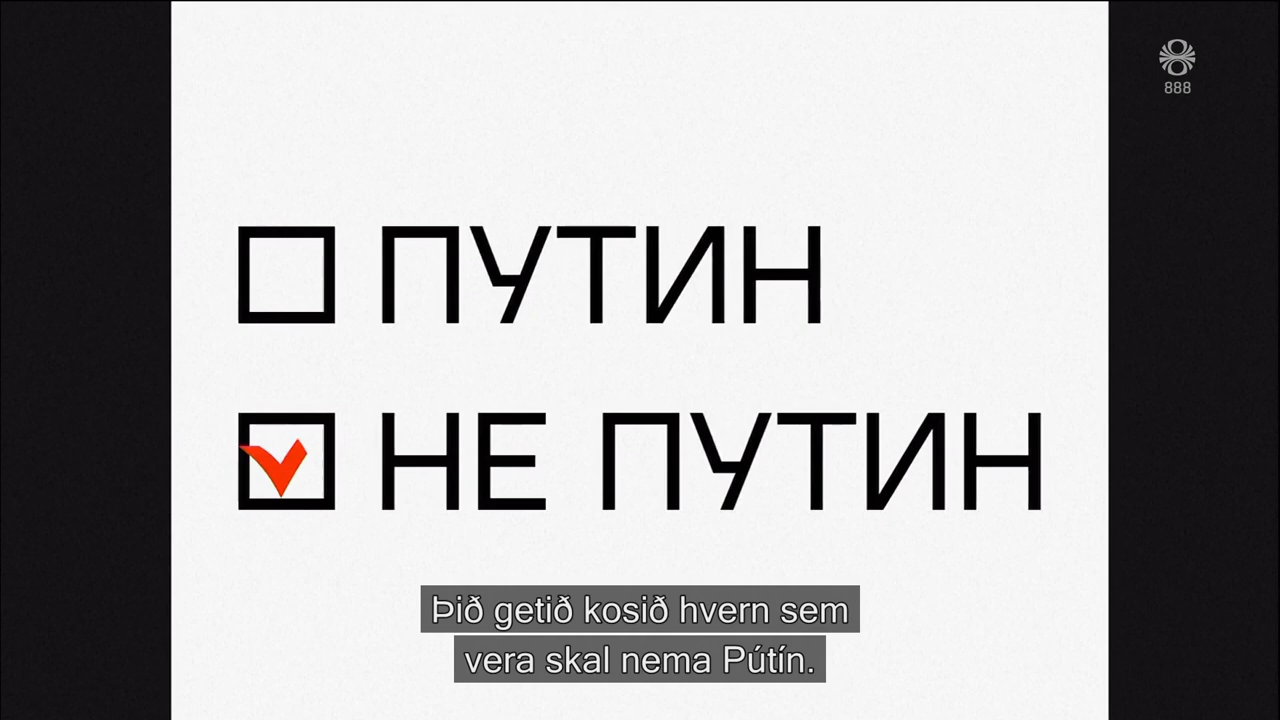 888
ПУТИН
НЕ ПУТИН
Þið getið kosið hvern sem
vera skal nema Pútín.